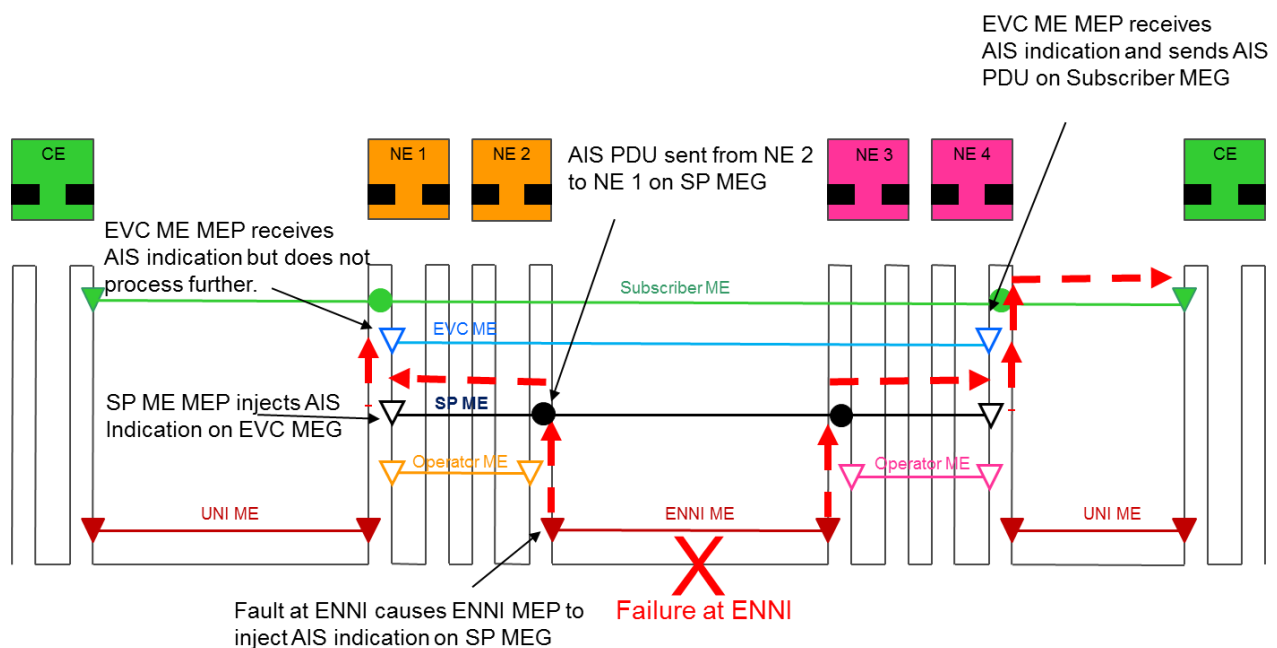 EVC ME MEP receives
AIS indication and sends AIS
PDU on Subscriber MEG
CE
NE 1
NE 2
AIS PDU sent from NE 2
to NE 1 on SP MEG
NE 3
NE 4
CE
EVC ME MEP receives
AIS indication but does not
process further.
Subscriber ME
EVC ME
SP ME MEP injects AIS
Indication on EVC MEG
SP ME
Operator ME
Operator ME
UNI ME
ENNI ME
UNI ME
Fault at ENNI causes ENNI MEP to
inject AIS indication on SP MEG
Failure at ENNI